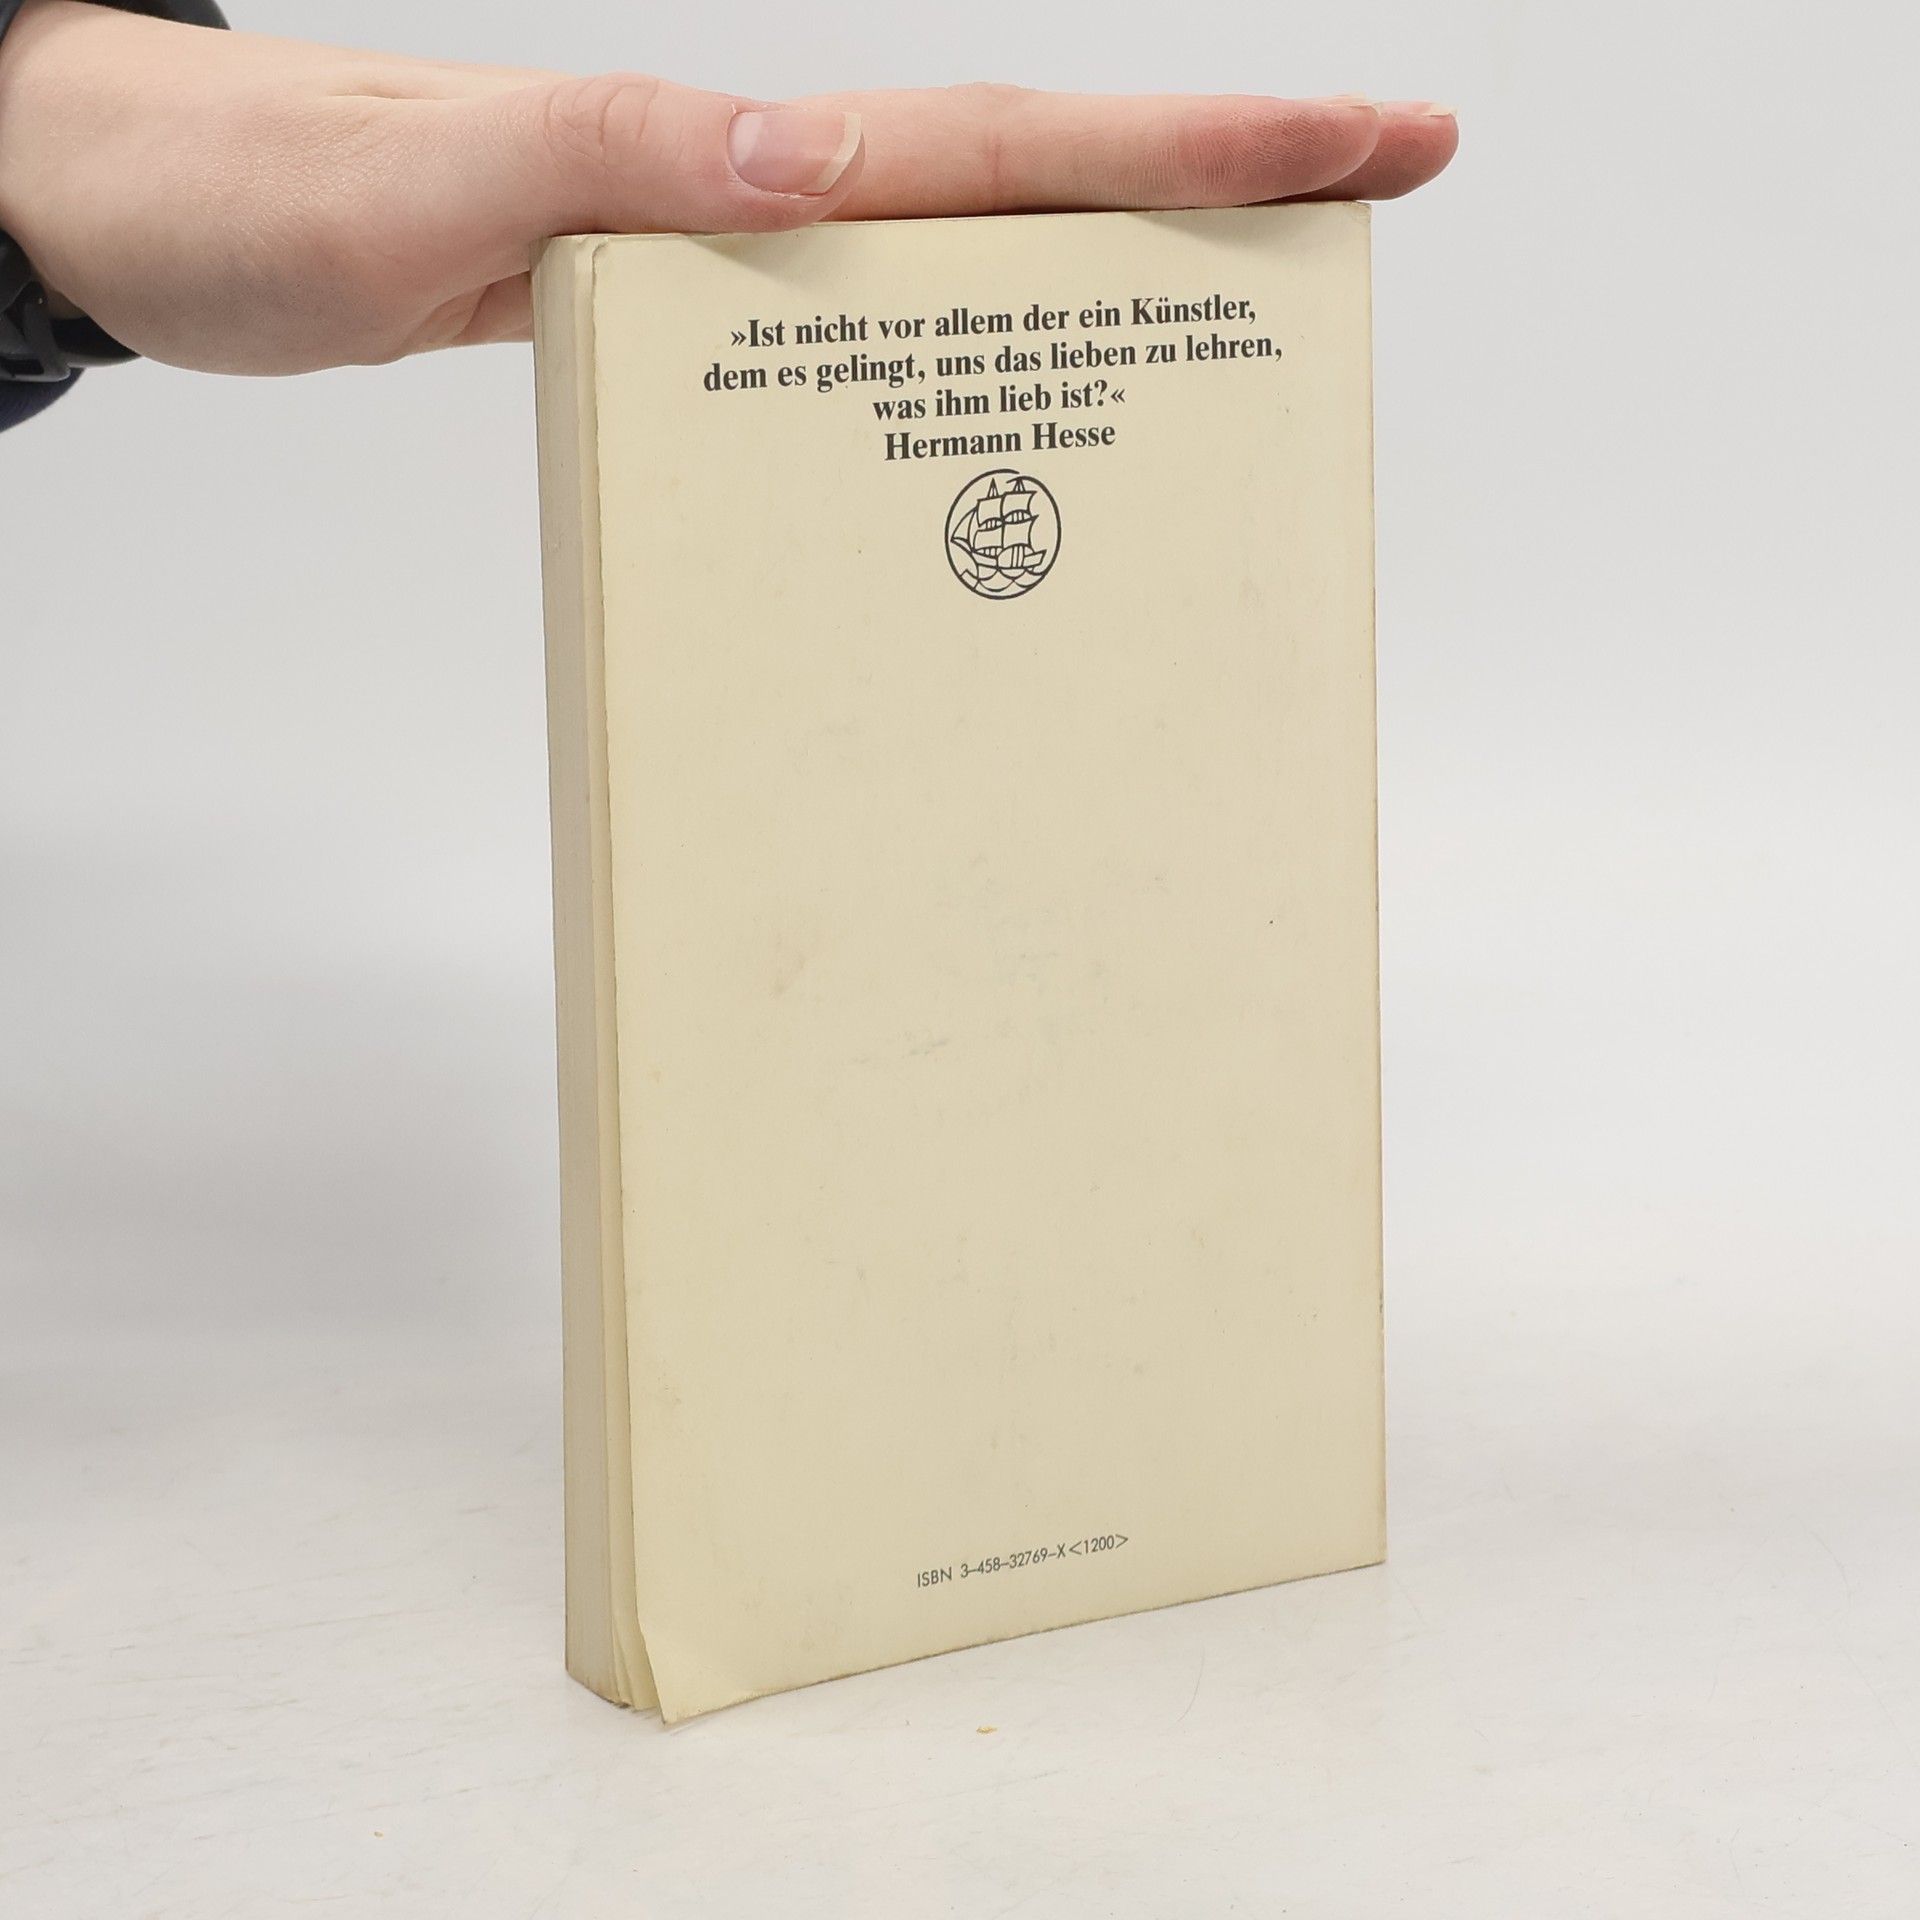 »Ist nicht vor allem der ein Künstler,
dem es gelingt, uns das lieben zu lehren,
was ihm lieb ist?«
Hermann Hesse
ISBN 3-458-32769-X<1200>